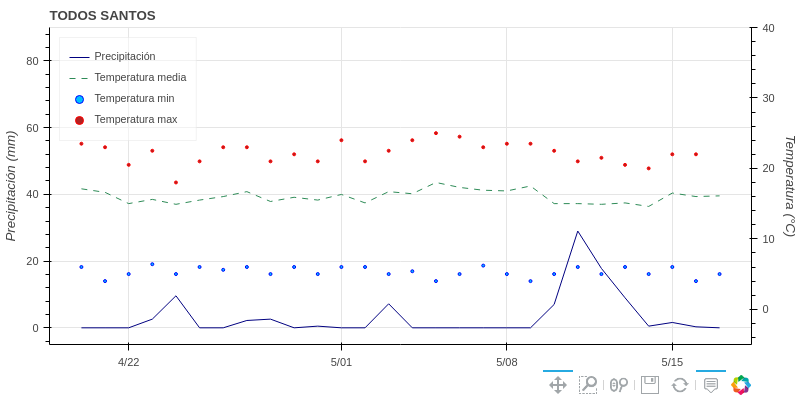 TODOS SANTOS
Precipitación
Temperatura media
Temperatura min
Temperatura max
Precipitación (mm)
80
60
40
20
0
40
30
20
10
0
Temperatura (°C)
4/22
5/01
5/08
5/15